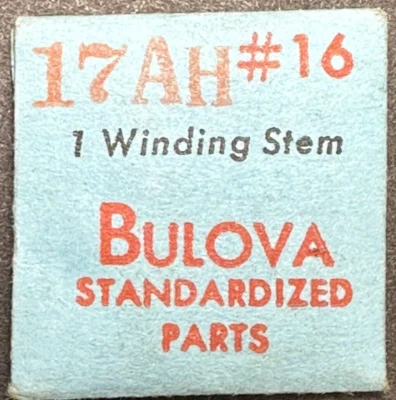 17AH #16
1 Winding Stem
BULOVA
STANDARDIZED
PARTS